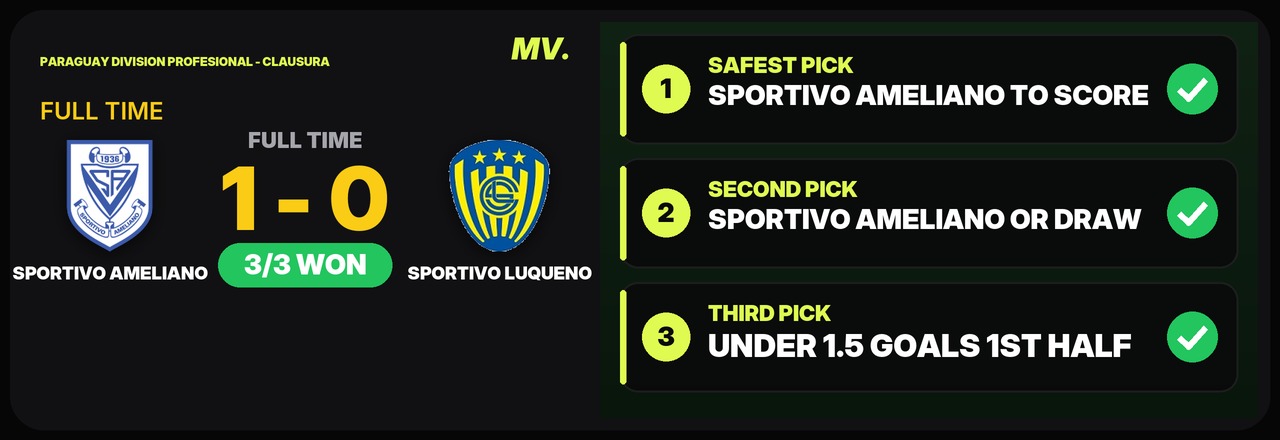 MV.
PARAGUAY DIVISION PROFESIONAL - CLAUSURA
FULL TIME
FULL TIME
1 - 0
3/3 WON
1936
SA
SPORTIVO AMELIANO
SPORTIVO AMELIANO
SPORTIVO LUQUENO
1
SAFEST PICK
SPORTIVO AMELIANO TO SCORE
2
SECOND PICK
SPORTIVO AMELIANO OR DRAW
3
THIRD PICK
UNDER 1.5 GOALS 1ST HALF